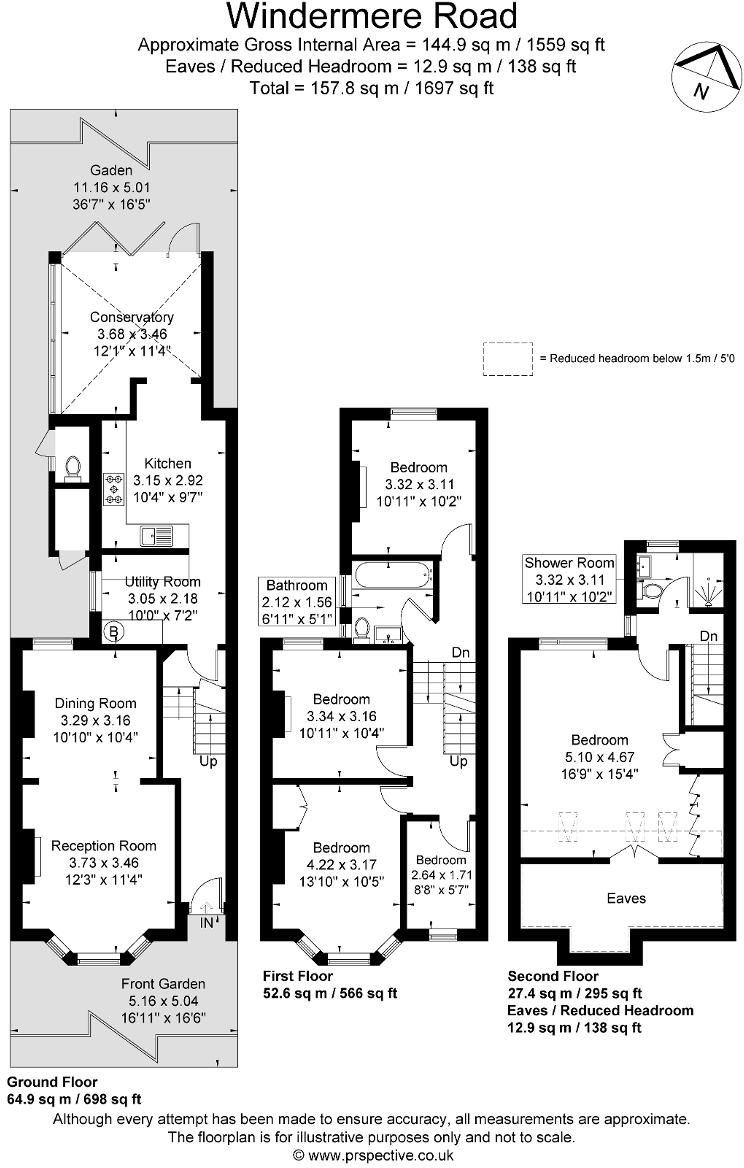 Windermere Road
Approximate Gross Internal Area = 144.9 sq m / 1559 sq ft
Eaves / Reduced Headroom = 12.9 sq m / 138 sq ft
Total = 157.8 sq m / 1697 sq ft
N
Gaden
11.16 x 5.01
36'7" x 16'5"
Conservatory
3.68 x 3.46
12'1" x 11'4"
= Reduced headroom below 1.5m / 5'0
Kitchen
3.15 x 2.92
10'4" x 9'7"
Utility Room
3.05 x 2.18
10'0" x 7'2"
B
Dining Room
3.29 x 3.16
10'10" x 10'4"
Up
Reception Room
3.73 x 3.46
12'3" x 11'4"
IN
Front Garden
5.16 x 5.04
16'11" x 16'6"
Ground Floor
64.9 sq m / 698 sq ft
Bedroom
3.32 x 3.11
10'11" x 10'2"
Bathroom
2.12 x 1.56
6'11" x 5'1"
Dn
Bedroom
3.34 x 3.16
10'11" x 10'4"
Up
Bedroom
4.22 x 3.17
13'10" x 10'5"
Bedroom
2.64 x 1.71
8'8" x 5'7"
First Floor
52.6 sq m / 566 sq ft
Shower Room
3.32 x 3.11
10'11" x 10'2"
Dn
Bedroom
5.10 x 4.67
16'9" x 15'4"
Eaves
Second Floor
27.4 sq m / 295 sq ft
Eaves / Reduced Headroom
12.9 sq m / 138 sq ft
Although every attempt has been made to ensure accuracy, all measurements are approximate.
The floorplan is for illustrative purposes only and not to scale.
© www.prspective.co.uk